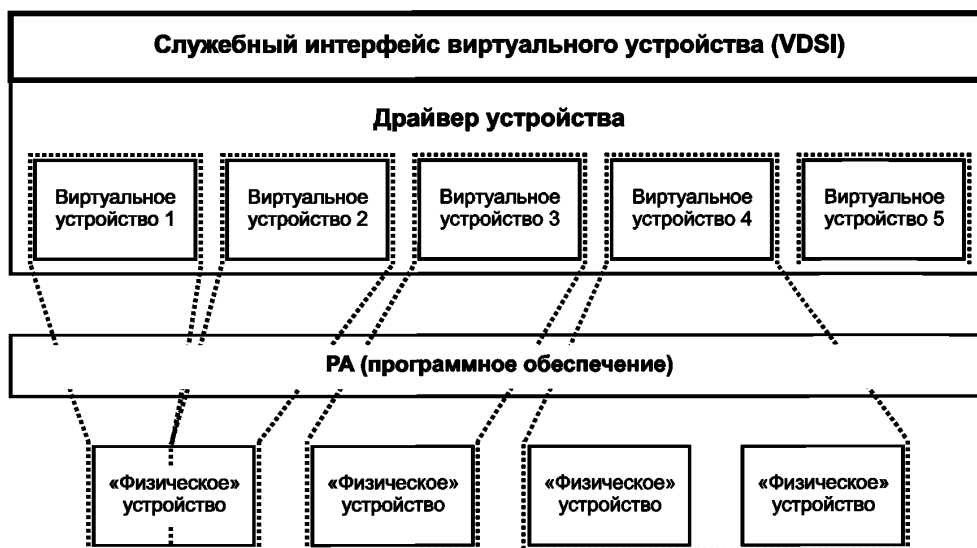 Служебный интерфейс виртуального устройства (VDSI)
Драйвер устройства
Виртуальное
устройство 1
Виртуальное
устройство 2
Виртуальное
устройство 3
Виртуальное
устройство 4
Виртуальное
устройство 5
РА (программное обеспечение)
«Физическое»
устройство
«Физическое»
устройство
«Физическое»
устройство
«Физическое»
устройство